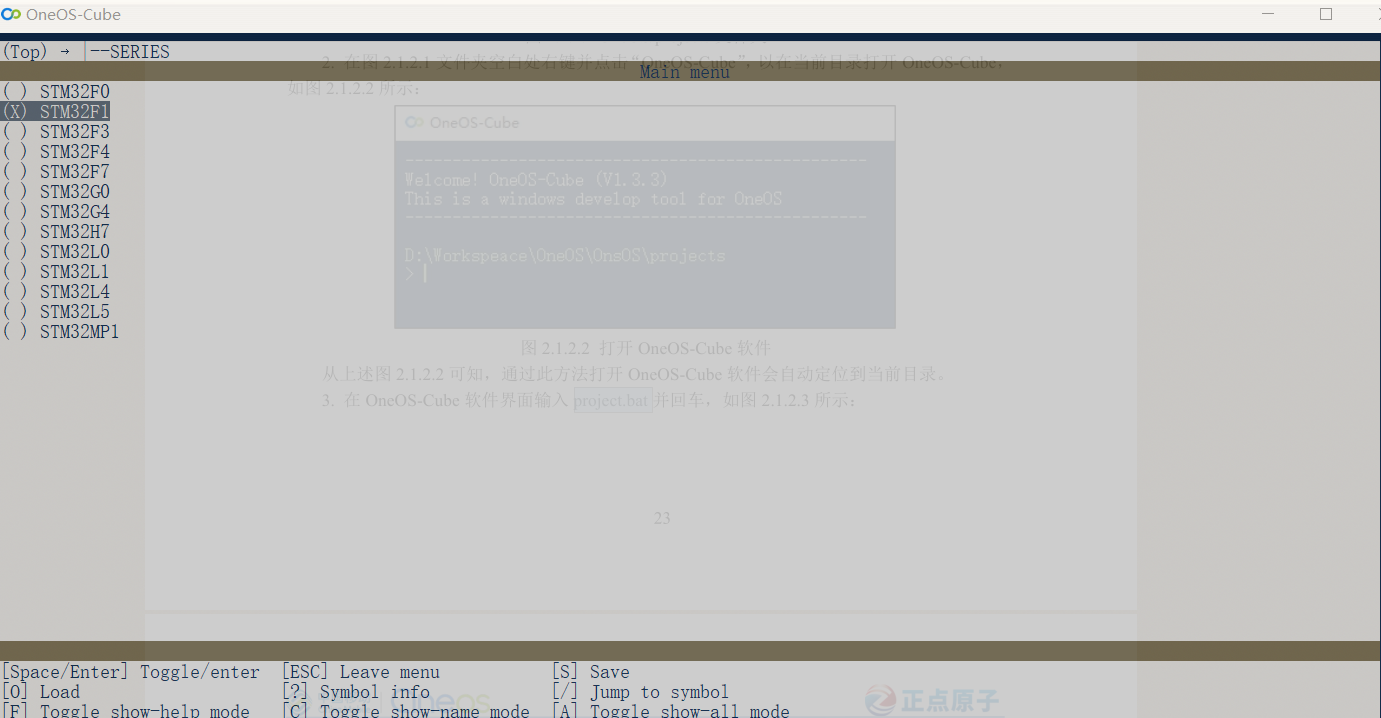 OneOS-Cube
(Top) → |--SERIES
2. 在图 2.1.2.1 文件夹空白处右键并点击“OneOS-Cube”，以在当前目录打开 OneOS-Cube，
Main menu
如图 2.1.2.2 所示：
( ) STM32F0
(X) STM32F1
( ) STM32F3
( ) STM32F4
( ) STM32F7
( ) STM32G0
( ) STM32G4
( ) STM32H7
( ) STM32L0
( ) STM32L1
( ) STM32L4
( ) STM32L5
( ) STM32MP1
OneOS-Cube
Welcome! OneOS-Cube (V1.3.3)
This is a windows develop tool for OneOS
D:\Workspeace\OneOS\OnsOS\projects
>
图 2.1.2.2 打开 OneOS-Cube 软件
从上述图 2.1.2.2 可知，通过此方法打开 OneOS-Cube 软件会自动定位到当前目录。
3. 在 OneOS-Cube 软件界面输入 project.bat 并回车，如图 2.1.2.3 所示：
23
[Space/Enter] Toggle/enter [ESC] Leave menu [S] Save
[O] Load [?] Symbol info [/] Jump to symbol
[F] Toggle show-help mode [C] Toggle show-name mode [A] Toggle show-all mode
OneOS
正点原子